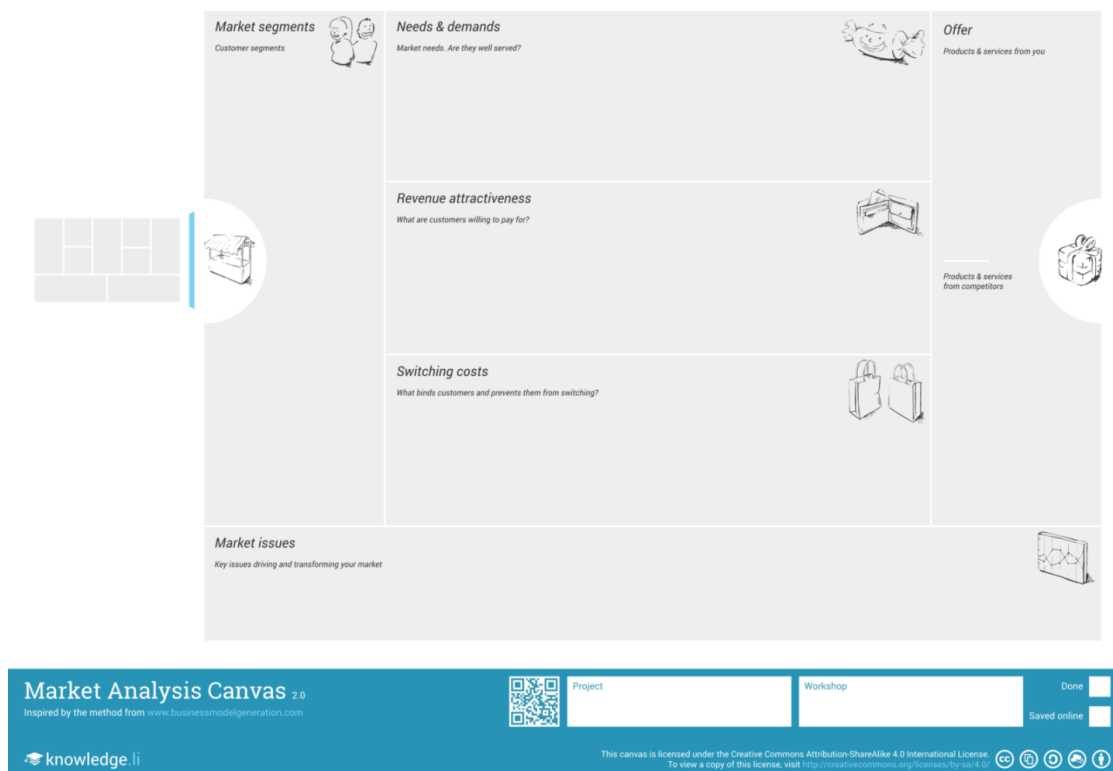 Market segments
Customer segments
Needs & demands
Market needs. Are they well served?
Offer
Products & services from you
Revenue attractiveness
What are customers willing to pay for?
Products & services
from competitors
Switching costs
What binds customers and prevents them from switching?
Market issues
Key issues driving and transforming your market
Market Analysis Canvas 2.0
Inspired by the method from www.businessmodelgeneration.com
Project
Workshop
Done
Saved online
knowledge.li
This canvas is licensed under the Creative Commons Attribution-ShareAlike 4.0 International License.
To view a copy of this license, visit http://creativecommons.org/licenses/by-sa/4.0/
cc